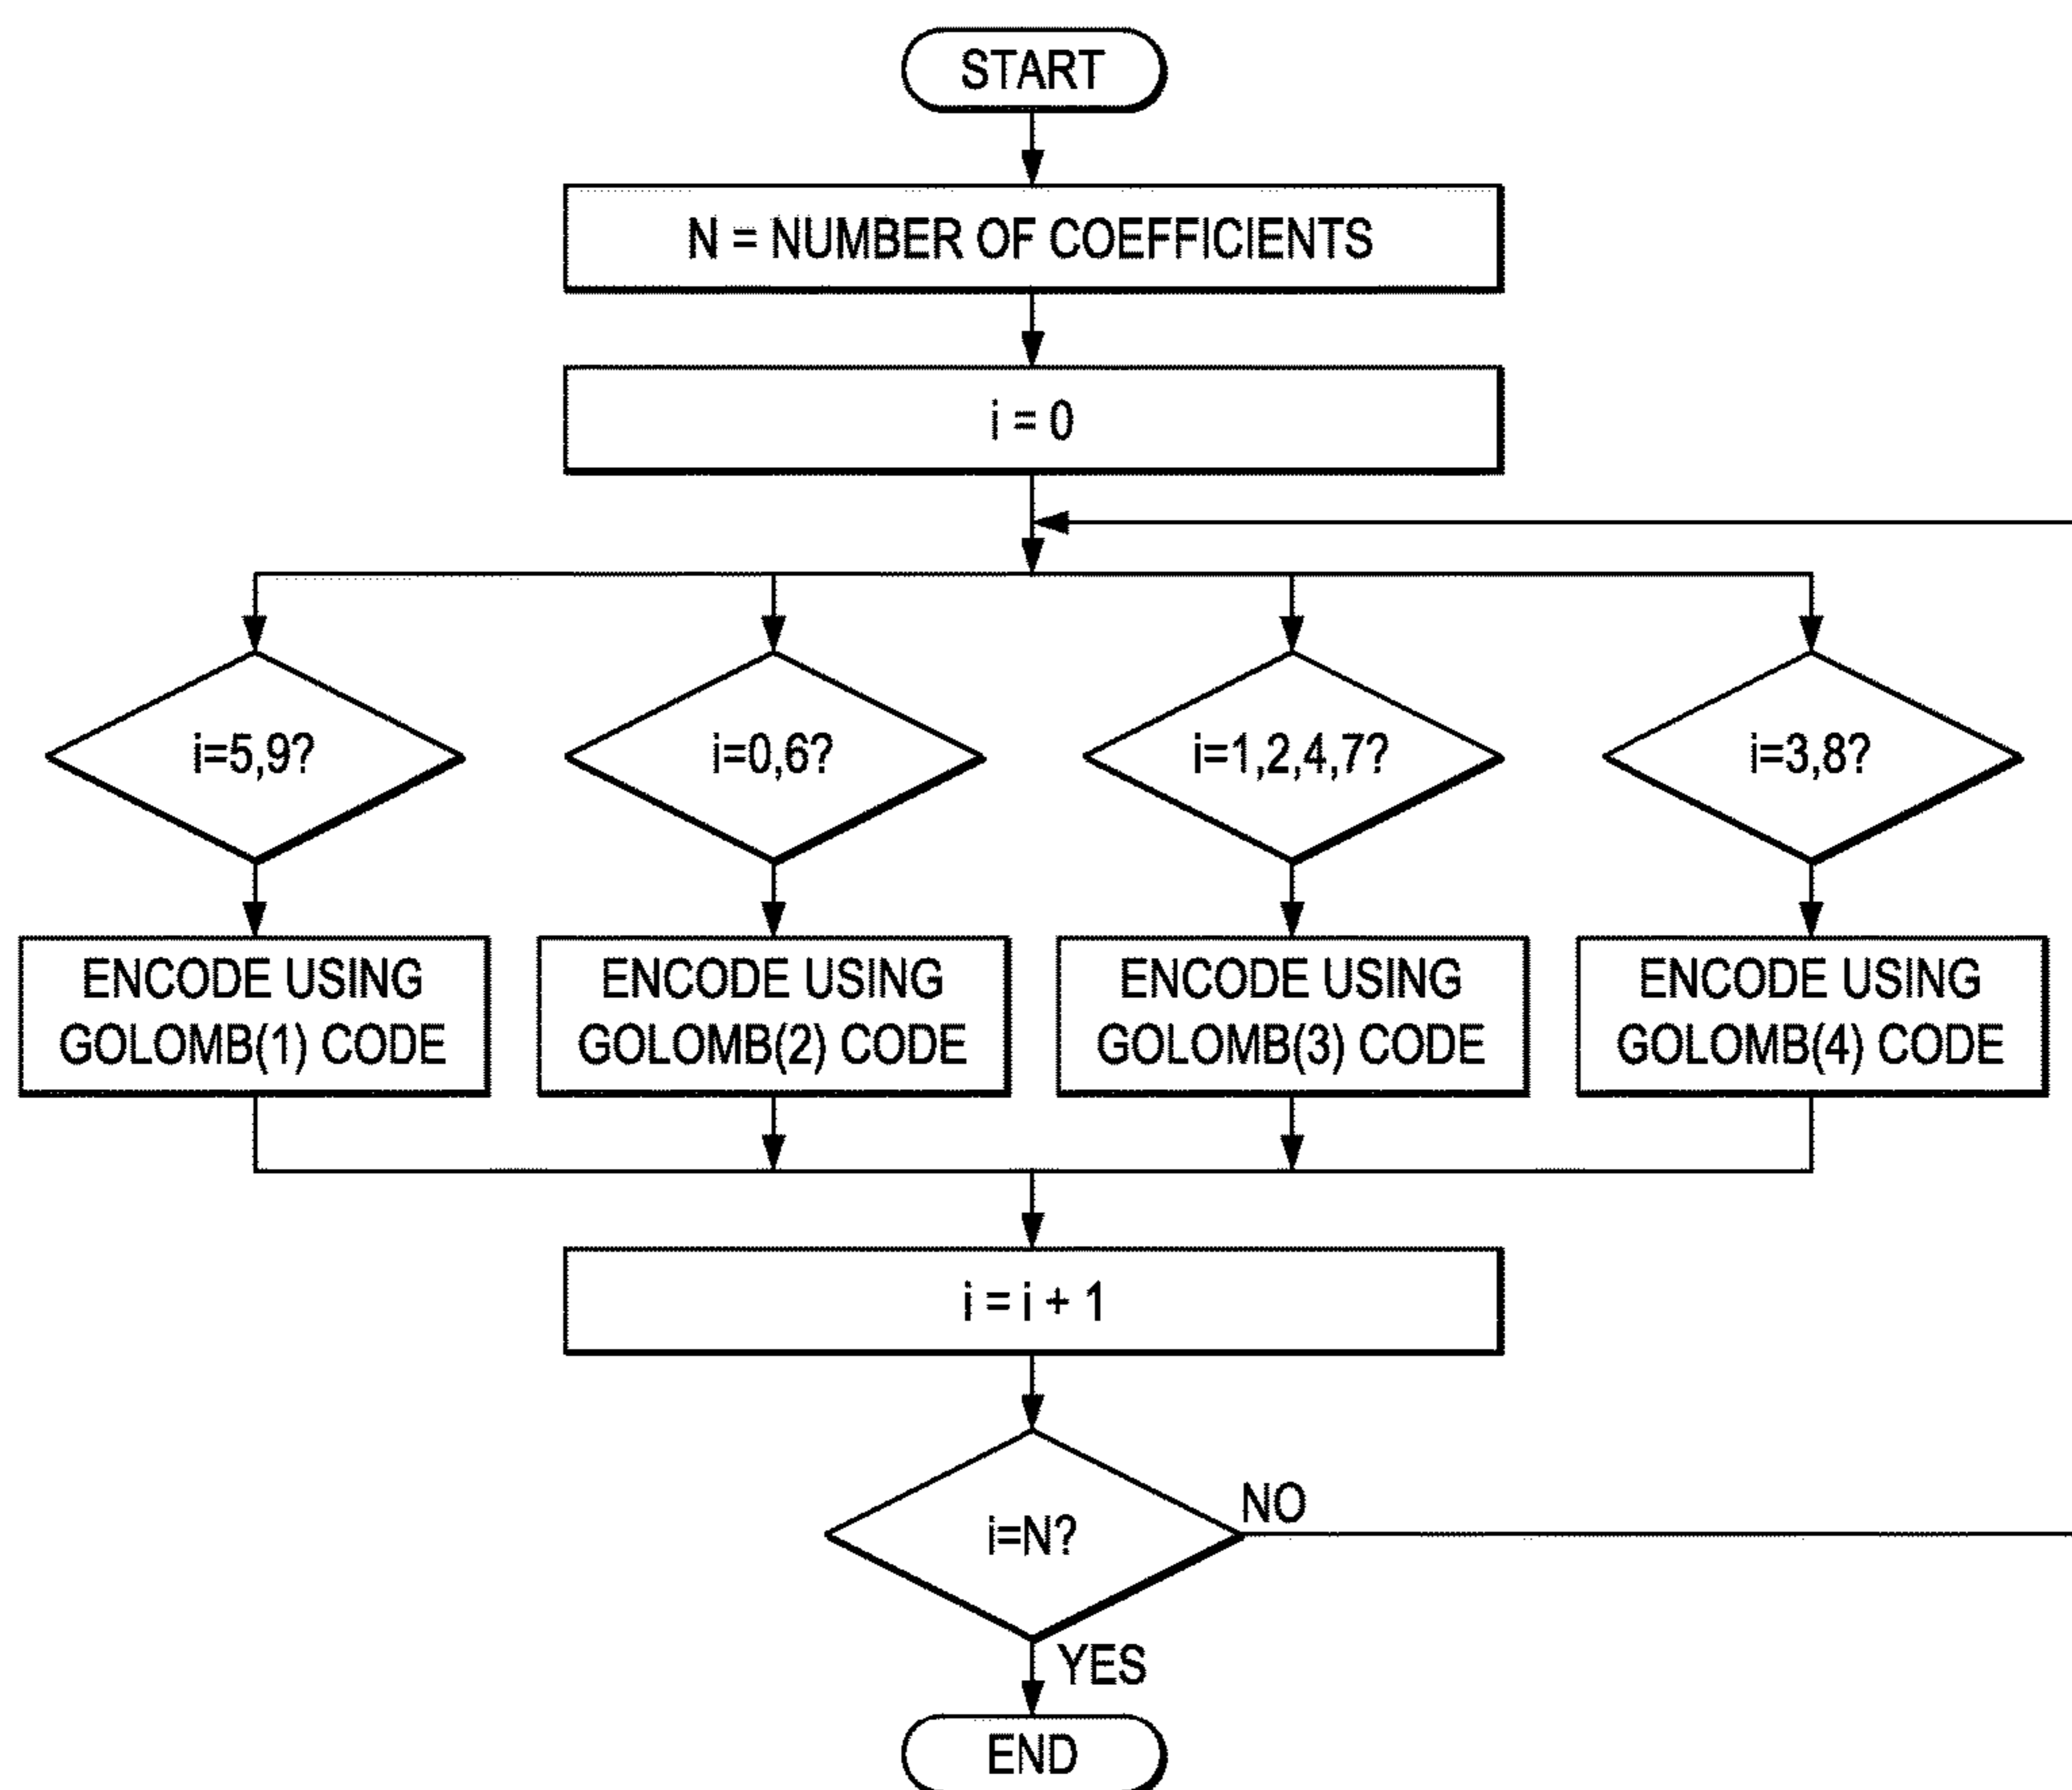 START
N = NUMBER OF COEFFICIENTS
i = 0
i=5,9?
i=0,6?
i=1,2,4,7?
i=3,8?
ENCODE USING
GOLOMB(1) CODE
ENCODE USING
GOLOMB(2) CODE
ENCODE USING
GOLOMB(3) CODE
ENCODE USING
GOLOMB(4) CODE
i = i + 1
i=N?
NO
YES
END